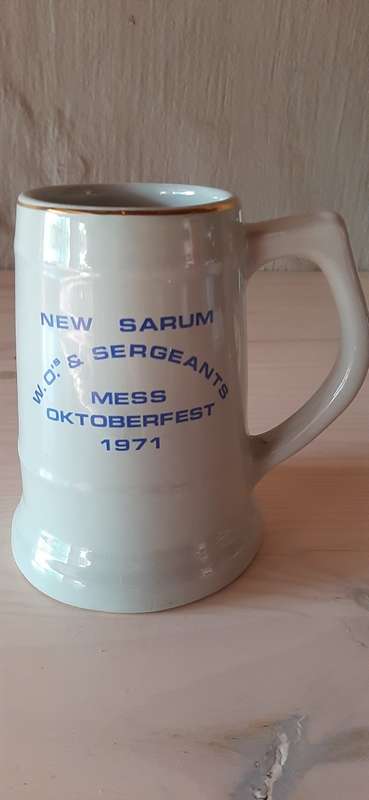 NEW SARUM
W.O.'s & SERGEANTS
MESS
OKTOBERFEST
1971